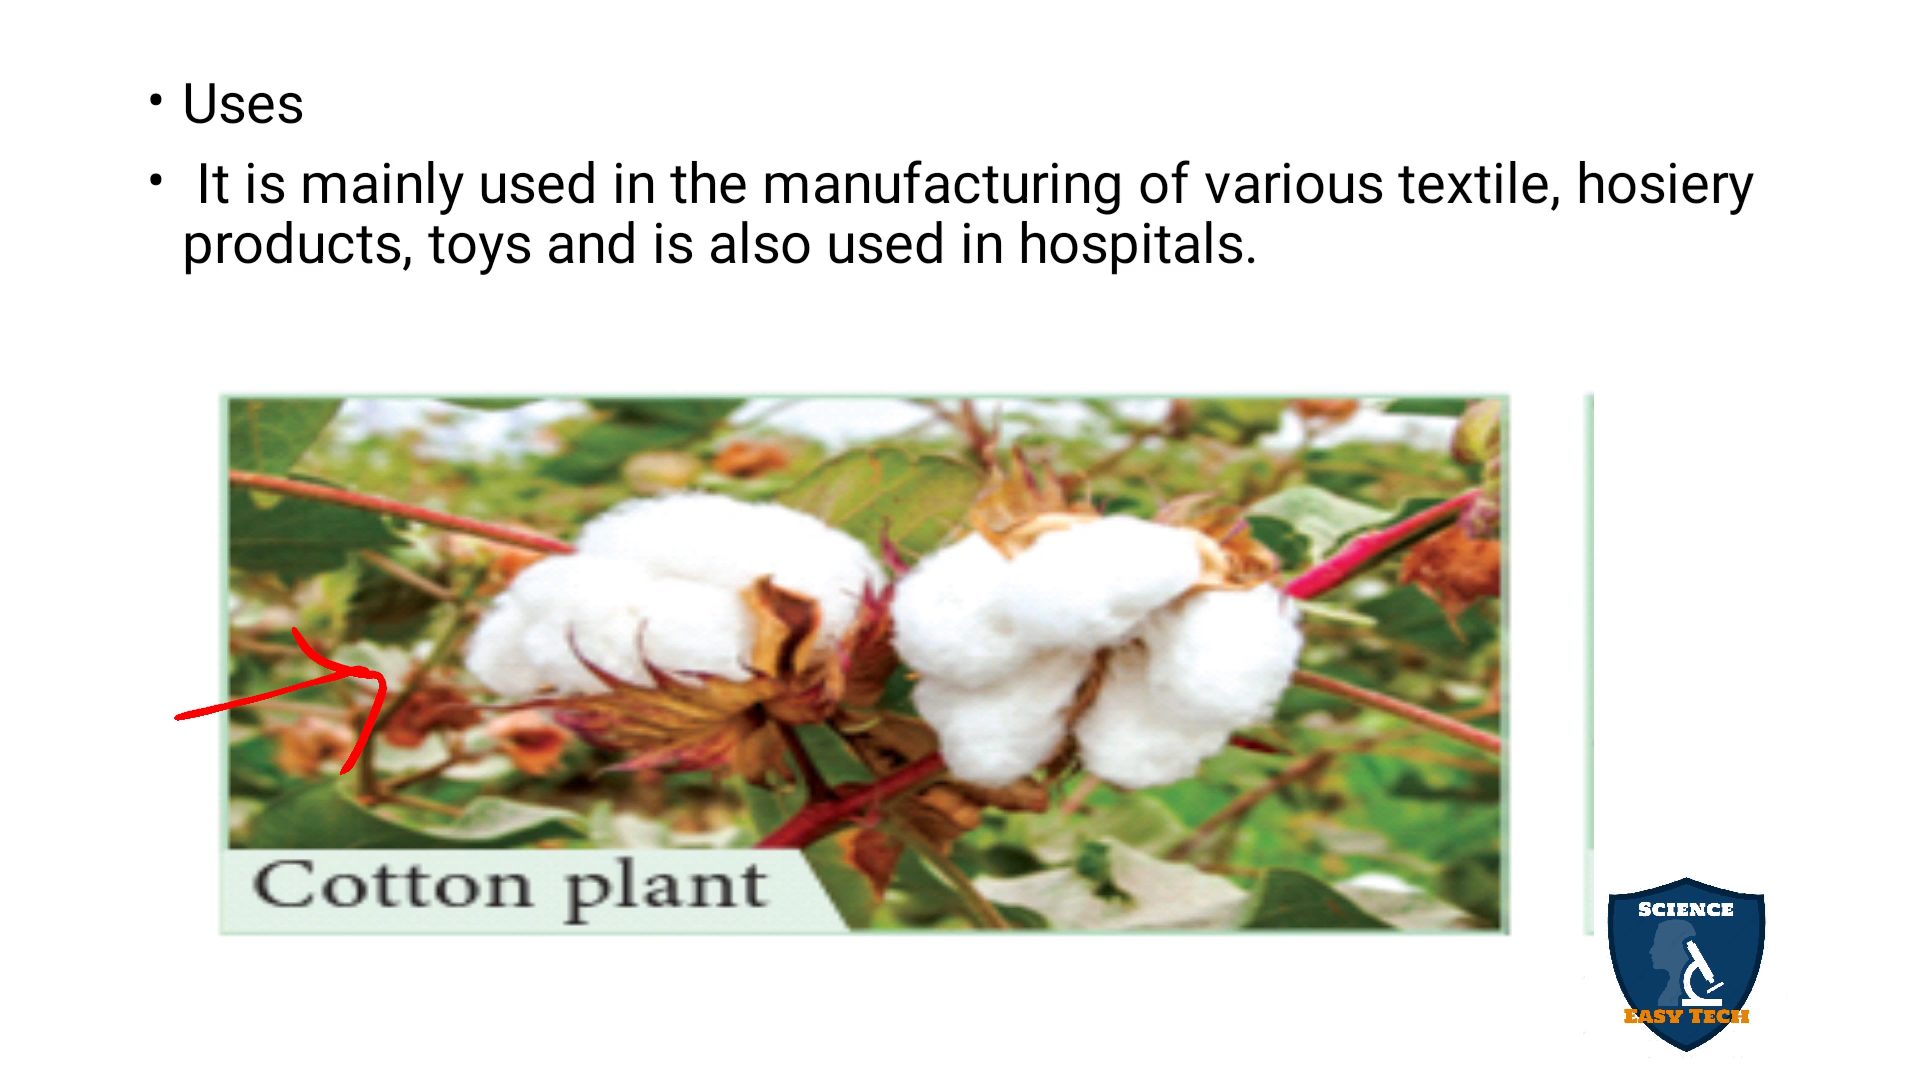 • Uses
• It is mainly used in the manufacturing of various textile, hosiery
products, toys and is also used in hospitals.
Cotton plant
SCIENCE
EASY TECH